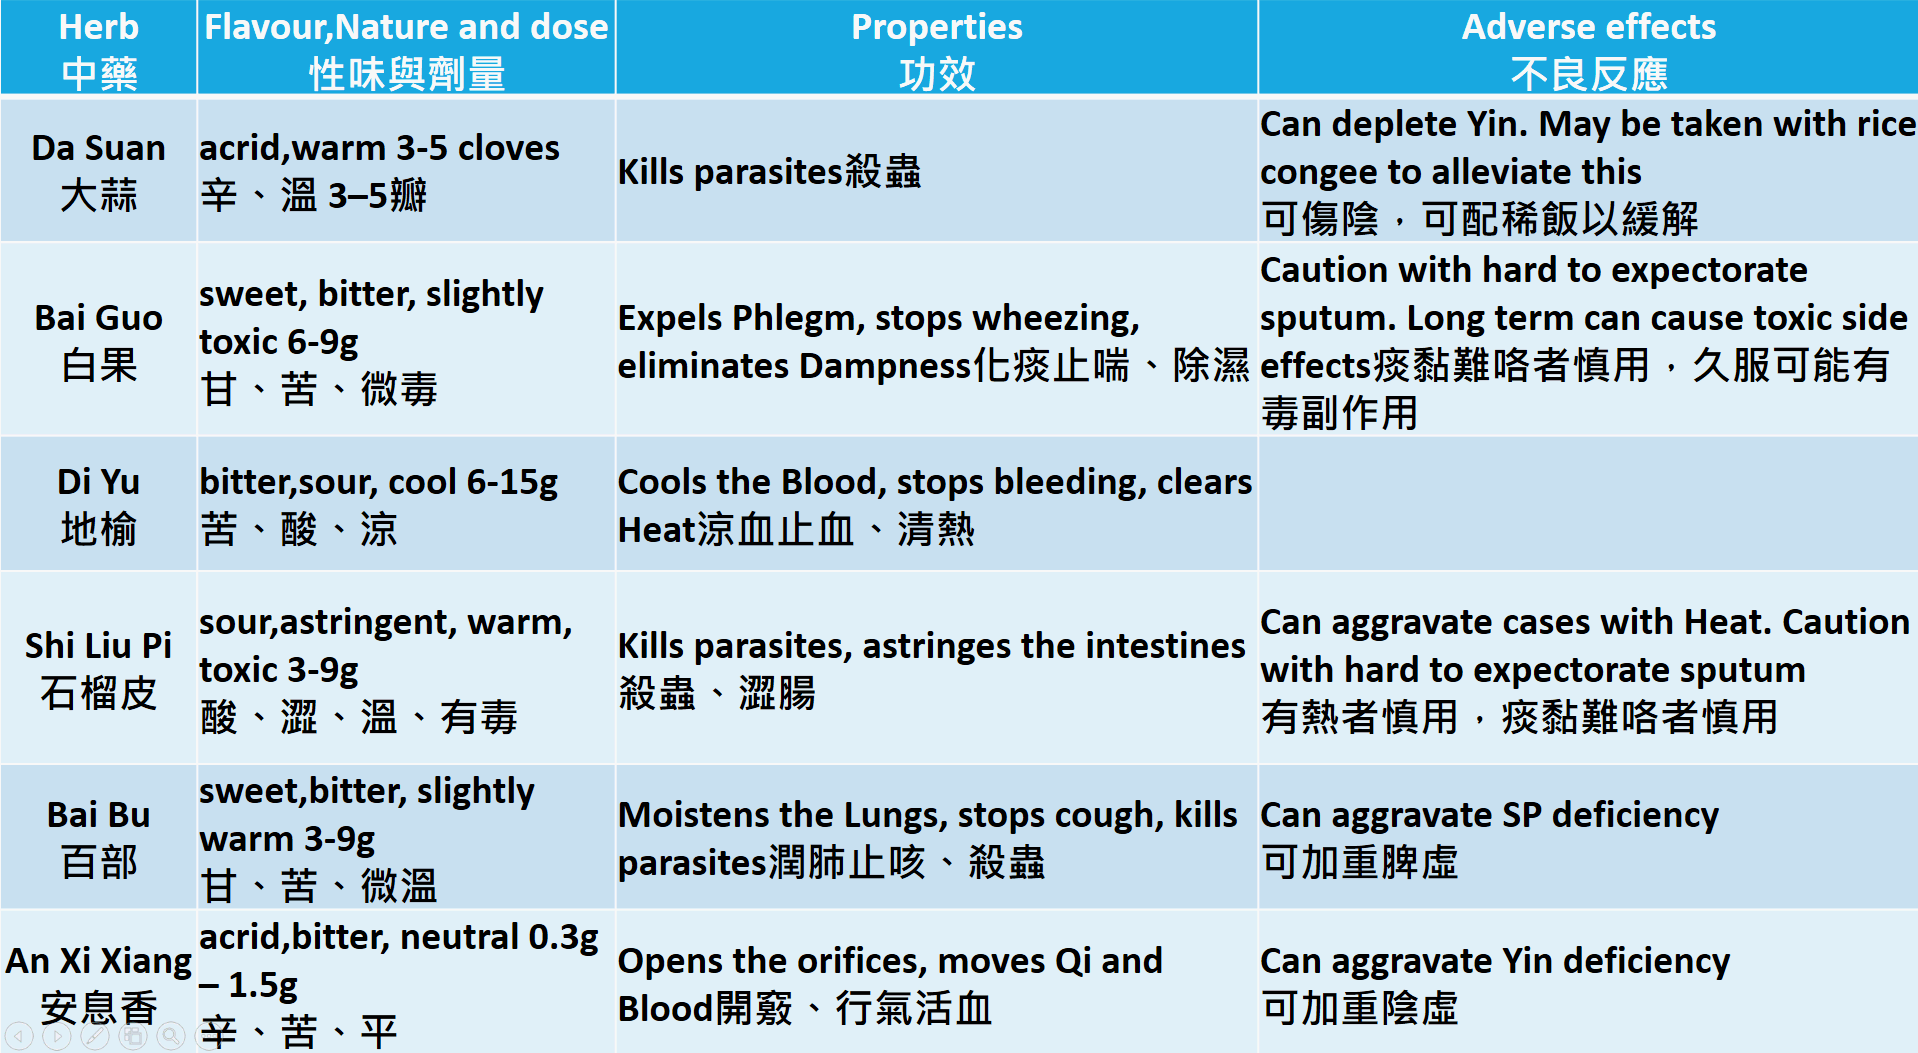 Herb
中藥
Flavour,Nature and dose
性味與劑量
Properties
功效
Adverse effects
不良反應
Da Suan
大蒜
acrid,warm 3-5 cloves
辛、溫 3–5瓣
Kills parasites殺蟲
Can deplete Yin. May be taken with rice
congee to alleviate this
可傷陰，可配稀飯以緩解
Bai Guo
白果
sweet, bitter, slightly
toxic 6-9g
甘、苦、微毒
Expels Phlegm, stops wheezing,
eliminates Dampness化痰止喘、除濕
Caution with hard to expectorate
sputum. Long term can cause toxic side
effects痰黏難咯者慎用，久服可能有
毒副作用
Di Yu
地榆
bitter,sour, cool 6-15g
苦、酸、涼
Cools the Blood, stops bleeding, clears
Heat涼血止血、清熱
Shi Liu Pi
石榴皮
sour,astringent, warm,
toxic 3-9g
酸、澀、溫、有毒
Kills parasites, astringes the intestines
殺蟲、澀腸
Can aggravate cases with Heat. Caution
with hard to expectorate sputum
有熱者慎用，痰黏難咯者慎用
Bai Bu
百部
sweet,bitter, slightly
warm 3-9g
甘、苦、微溫
Moistens the Lungs, stops cough, kills
parasites潤肺止咳、殺蟲
Can aggravate SP deficiency
可加重脾虛
An Xi Xiang
安息香
acrid,bitter, neutral 0.3g
– 1.5g
辛、苦、平
Opens the orifices, moves Qi and
Blood開竅、行氣活血
Can aggravate Yin deficiency
可加重陰虛